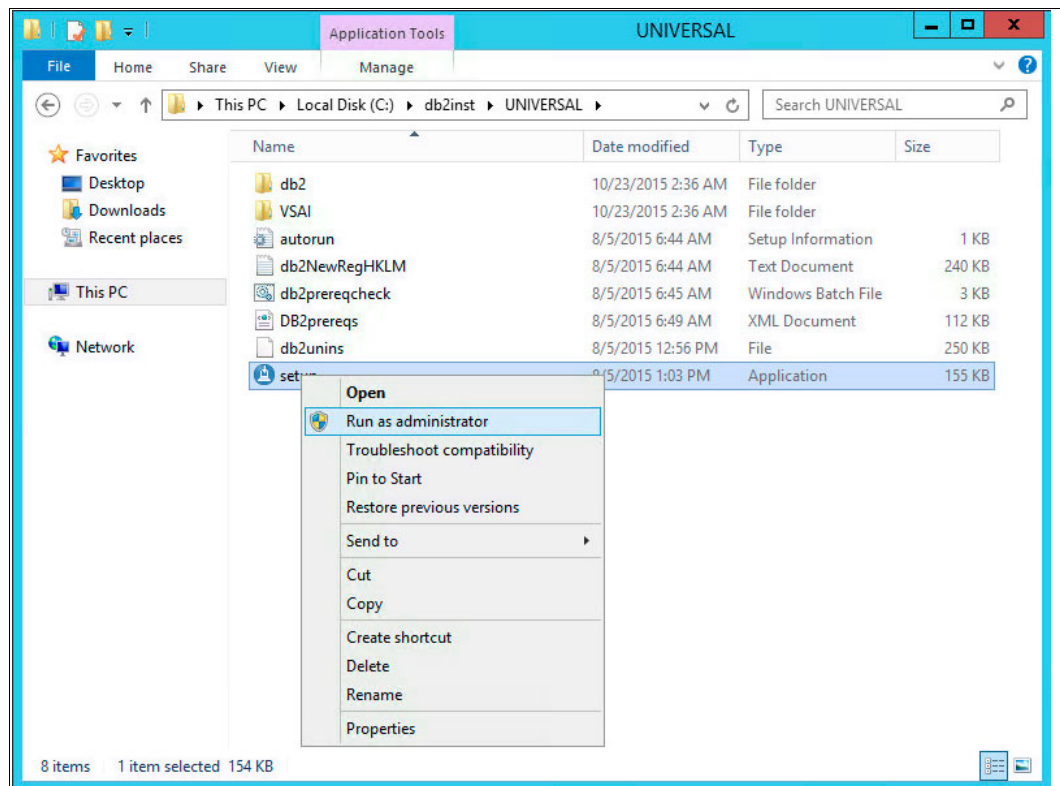 Application Tools
UNIVERSAL
File Home Share View Manage
This PC Local Disk (C:) db2inst UNIVERSAL Search UNIVERSAL
Name Date modified Type Size
Favorites
Desktop
Downloads
Recent places
This PC
Network
db2 10/23/2015 2:36 AM File folder
VSAI 10/23/2015 2:36 AM File folder
autorun 8/5/2015 6:44 AM Setup Information 1 KB
db2NewRegHKLM 8/5/2015 6:44 AM Text Document 240 KB
db2prereqcheck 8/5/2015 6:45 AM Windows Batch File 3 KB
DB2prereqs 8/5/2015 6:49 AM XML Document 112 KB
db2unins 8/5/2015 12:56 PM File 250 KB
setup 8/5/2015 1:03 PM Application 155 KB
Open
Run as administrator
Troubleshoot compatibility
Pin to Start
Restore previous versions
Send to
Cut
Copy
Create shortcut
Delete
Rename
Properties
8 items 1 item selected 154 KB